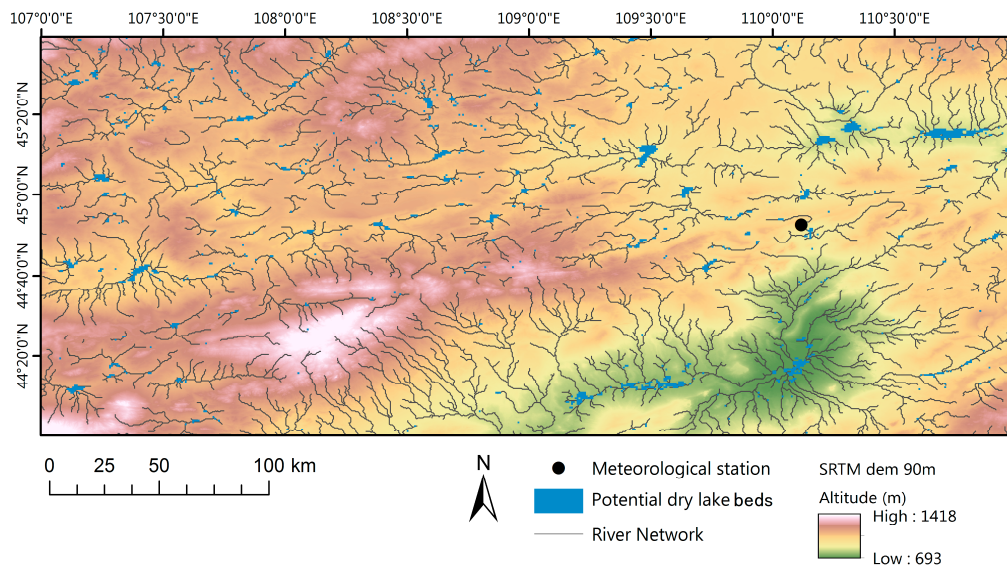 107°0'0"E 107°30'0"E 108°0'0"E 108°30'0"E 109°0'0"E 109°30'0"E 110°0'0"E 110°30'0"E
45°20'0"N
45°0'0"N
44°40'0"N
44°20'0"N
0 25 50 100 km
N
Meteorological station
Potential dry lake beds
River Network
SRTM dem 90m
Altitude (m)
High : 1418
Low : 693